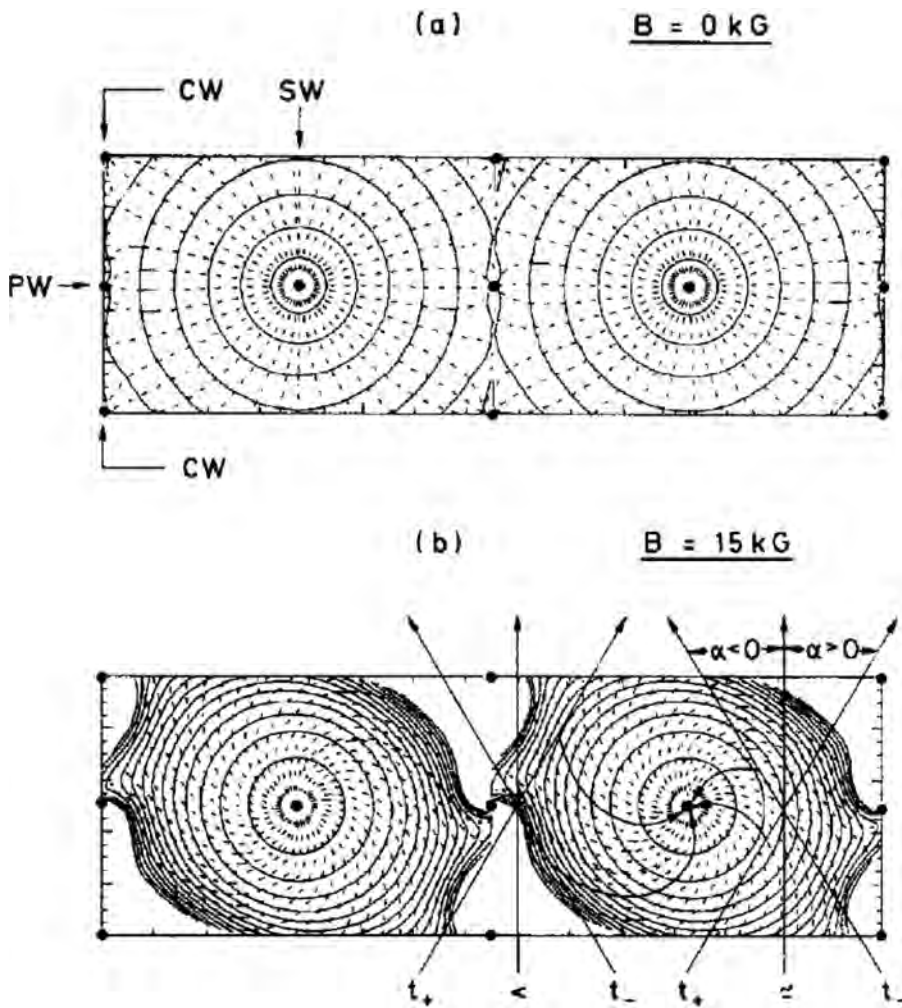 (a) B = 0 kG
CW SW
PW
CW
(b) B = 15 kG
α<0 α>0
t₊ < t₋ t₊ ≈ t₋